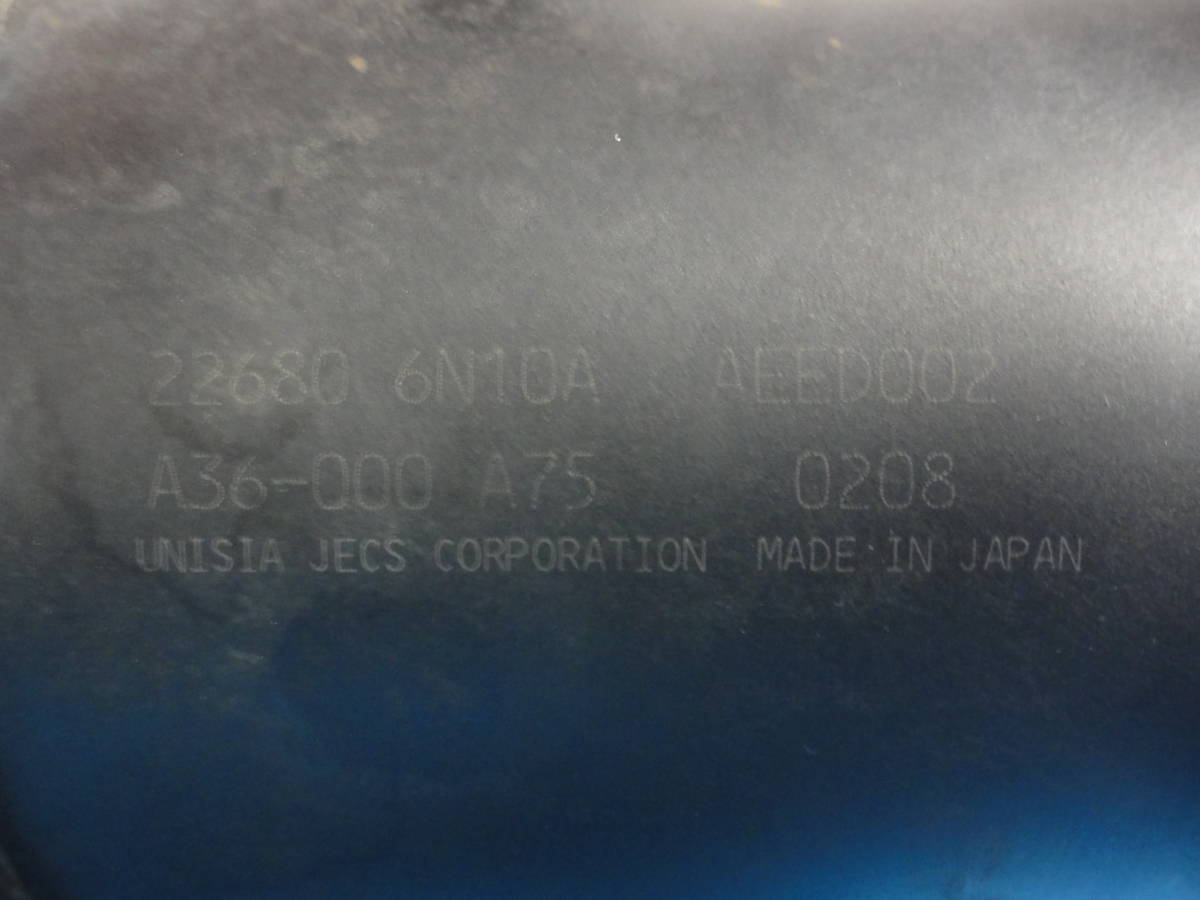 22680 6N10A AEED002
A36-000 A75 0208
UNISIA JECS CORPORATION MADE IN JAPAN